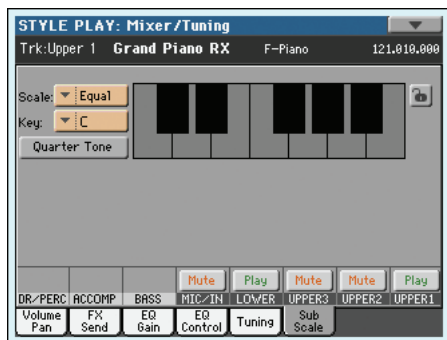 STYLE PLAY: Mixer/Tuning
Trk:Upper 1 Grand Piano RX F-Piano 121.010.000
Scale: Equal
Key: C
Quarter Tone
Mute Play Mute Mute Play
DR/PERC ACCOMP BASS MIC/IN LOWER UPPER3 UPPER2 UPPER1
Volume Pan FX Send EQ Gain EQ Control Tuning Sub Scale